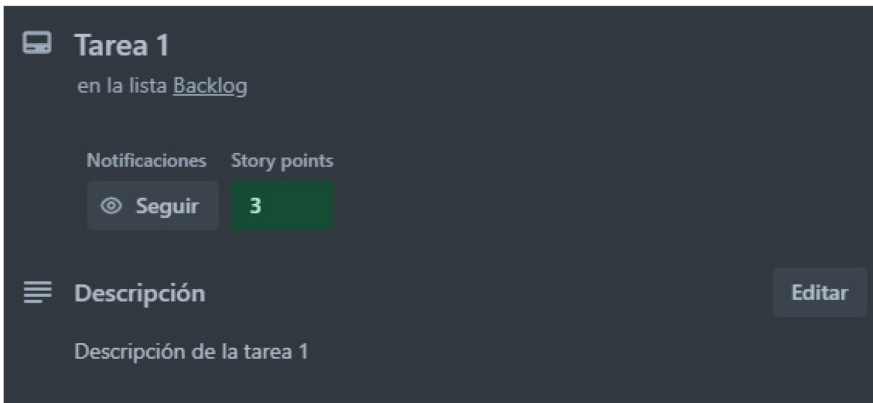 Tarea 1
en la lista Backlog
Notificaciones Story points
Seguir 3
Descripción Editar
Descripción de la tarea 1